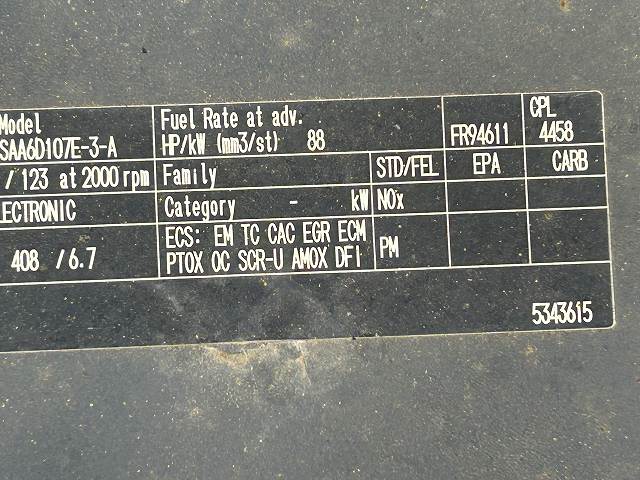 Model Fuel Rate at adv. CPL
SAA6D107E-3-A HP/kW (mm3/st) 88 FR94611 4458
/ 123 at 2000 rpm Family STD/FEL EPA CARB
ECTRONIC Category - kW NOx
408 / 6.7 ECS: EM TC CAC EGR ECM PM
PTOX OC SCR-U AMOX DFI
5343615